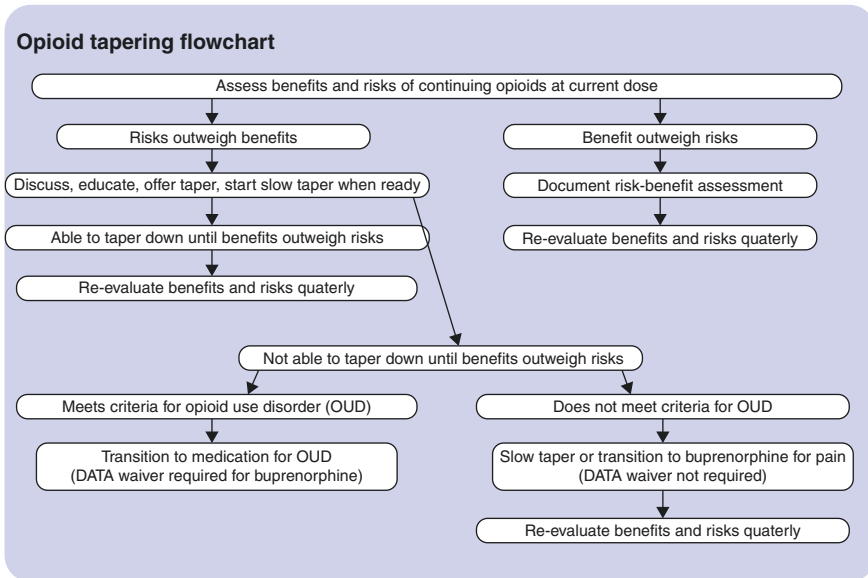 Opioid tapering flowchart
Assess benefits and risks of continuing opioids at current dose
Risks outweigh benefits
Benefit outweigh risks
Discuss, educate, offer taper, start slow taper when ready
Document risk-benefit assessment
Able to taper down until benefits outweigh risks
Re-evaluate benefits and risks quaterly
Re-evaluate benefits and risks quaterly
Not able to taper down until benefits outweigh risks
Meets criteria for opioid use disorder (OUD)
Does not meet criteria for OUD
Transition to medication for OUD
(DATA waiver required for buprenorphine)
Slow taper or transition to buprenorphine for pain
(DATA waiver not required)
Re-evaluate benefits and risks quaterly